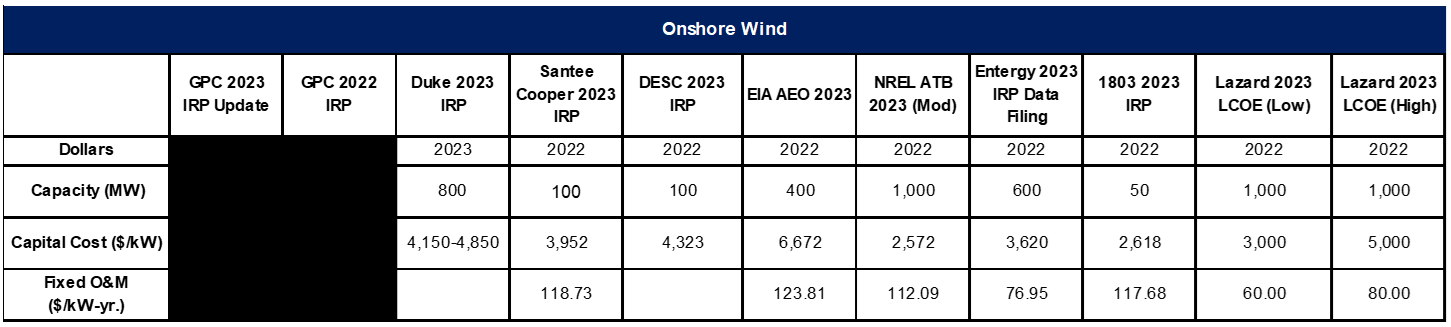 Onshore Wind
GPC 2023 IRP Update
GPC 2022 IRP
Duke 2023 IRP
Santee Cooper 2023 IRP
DESC 2023 IRP
EIA AEO 2023
NREL ATB 2023 (Mod)
Entergy 2023 IRP Data Filing
1803 2023 IRP
Lazard 2023 LCOE (Low)
Lazard 2023 LCOE (High)
Dollars 2023 2022 2022 2022 2022 2022 2022 2022 2022
Capacity (MW) 800 100 100 400 1,000 600 50 1,000 1,000
Capital Cost ($/kW) 4,150-4,850 3,952 4,323 6,672 2,572 3,620 2,618 3,000 5,000
Fixed O&M ($/kW-yr.) 118.73 123.81 112.09 76.95 117.68 60.00 80.00